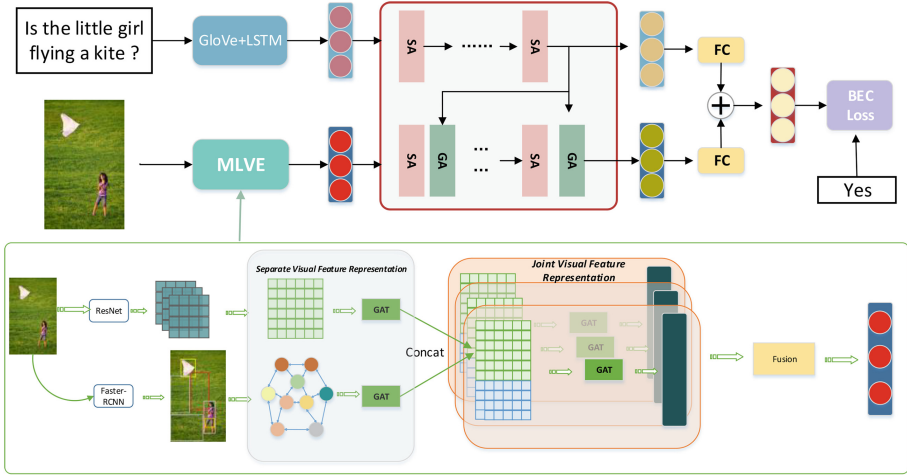 Is the little girl
flying a kite ?
GloVe+LSTM
SA
......
SA
FC
BEC
Loss
MLVE
SA
GA
...
...
SA
GA
FC
Yes
Separate Visual Feature Representation
Joint Visual Feature
Representation
ResNet
GAT
GAT
GAT
GAT
Concat
Fusion
Faster-
RCNN
GAT